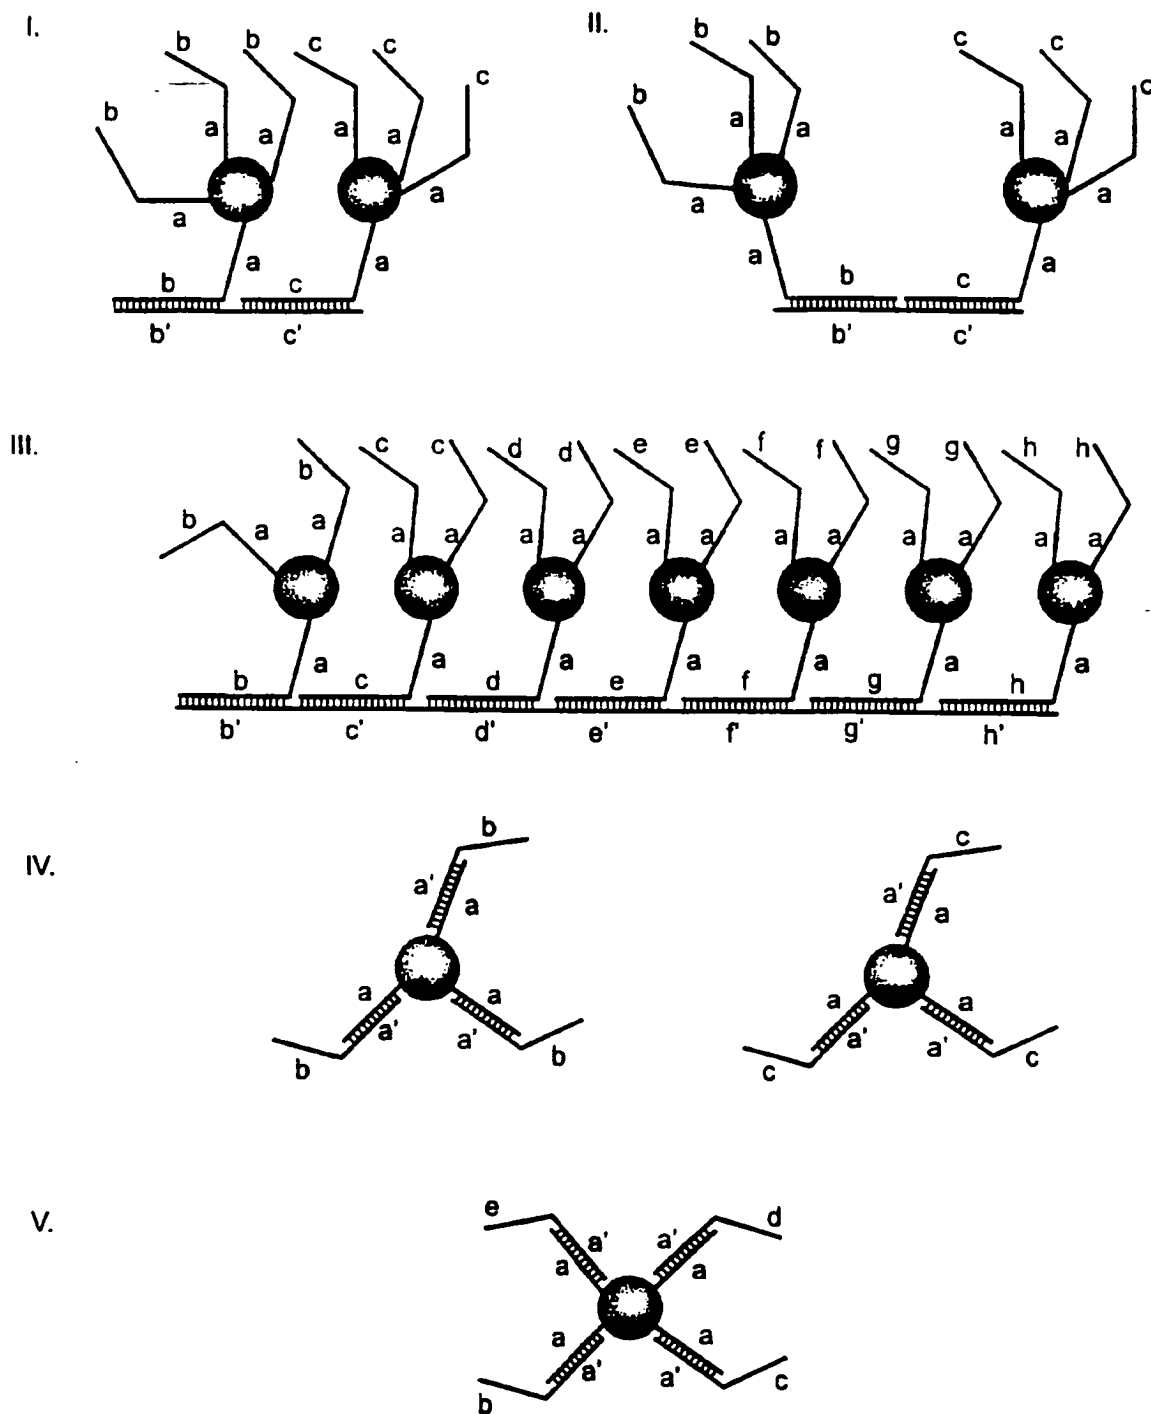 I.
II.
b b c c c
b
a a a a a
a
a a
b c
b' c'
b b c c c
b
a a a a a
a
a a
b c
b' c'
III.
b c c d d e e f f g g h h
b
a a a a a a a a a a a a a a
a a a a a a a
b c d e f g h
b' c' d' e' f' g' h'
IV.
b c
a' a a' a
a a' a a' a a' a a'
b b c c
V.
e d
a' a a' a
a a' a a'
b c